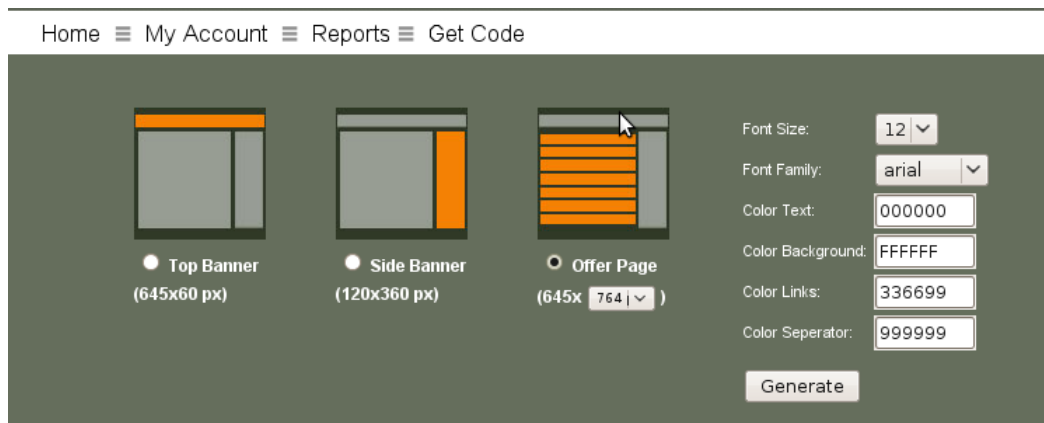 Home My Account Reports Get Code
Font Size: 12
Font Family: arial
Color Text: 000000
Color Background: FFFFFF
Color Links: 336699
Color Seperator: 999999
Generate
Top Banner
(645x60 px)
Side Banner
(120x360 px)
Offer Page
(645x 764 )